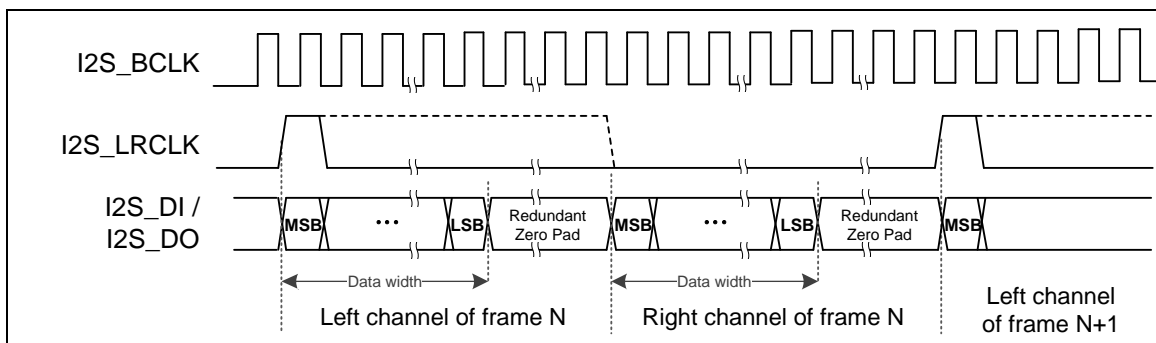 I2S_BCLK
I2S_LRCLK
I2S_DI /
I2S_DO
MSB
...
LSB
Redundant
Zero Pad
MSB
...
LSB
Redundant
Zero Pad
MSB
Data width
Data width
Left channel of frame N
Right channel of frame N
Left channel
of frame N+1